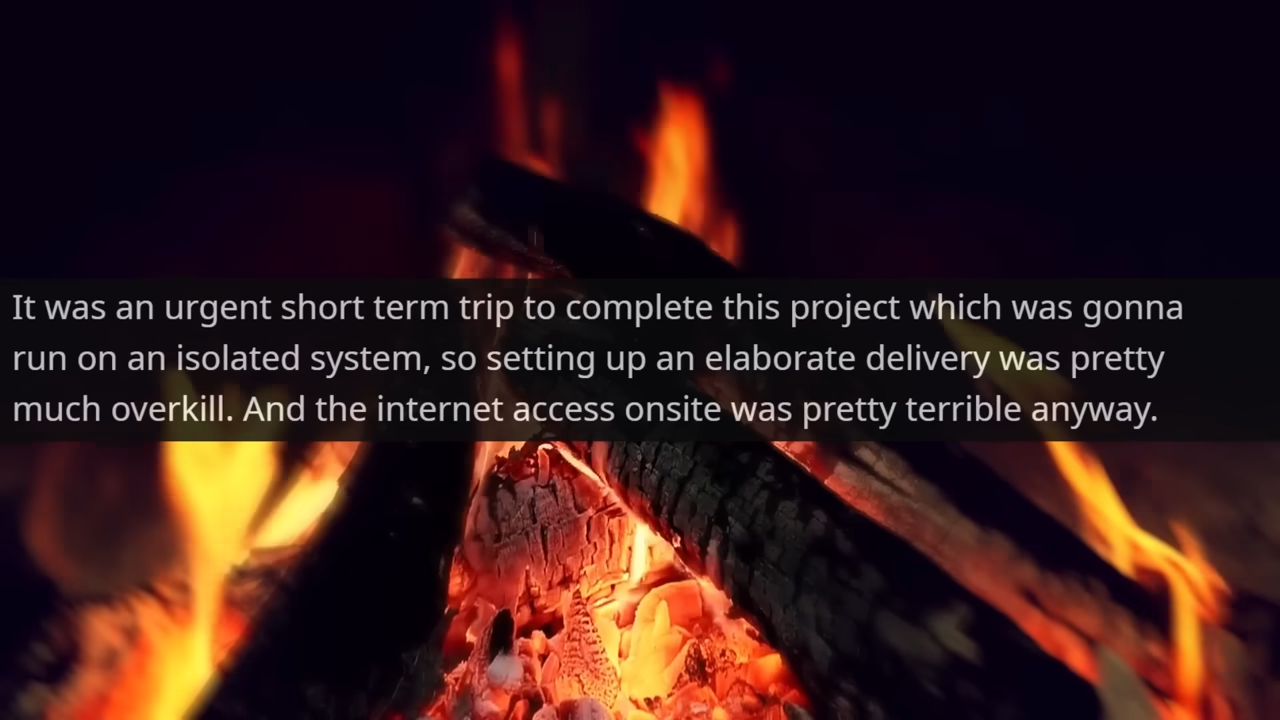 It was an urgent short term trip to complete this project which was gonna
run on an isolated system, so setting up an elaborate delivery was pretty
much overkill. And the internet access onsite was pretty terrible anyway.